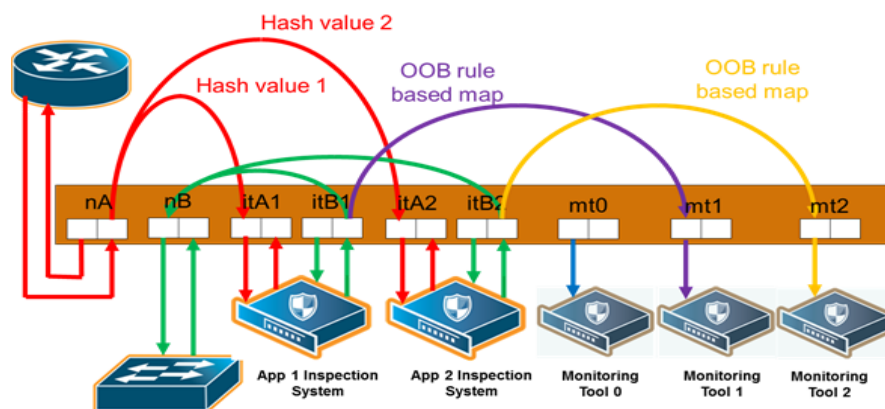 Hash value 2
Hash value 1
OOB rule
based map
OOB rule
based map
nA
nB
itA1
itB1
itA2
itB2
mt0
mt1
mt2
App 1 Inspection
System
App 2 Inspection
System
Monitoring
Tool 0
Monitoring
Tool 1
Monitoring
Tool 2